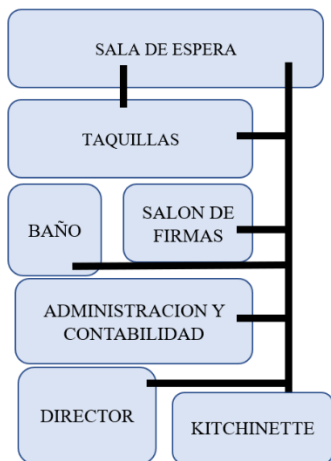 SALA DE ESPERA
TAQUILLAS
BAÑO
SALON DE
FIRMAS
ADMINISTRACION Y
CONTABILIDAD
DIRECTOR
KITCHINETTE